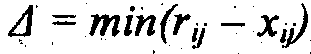 Δ = min(r_ij − x_ij)